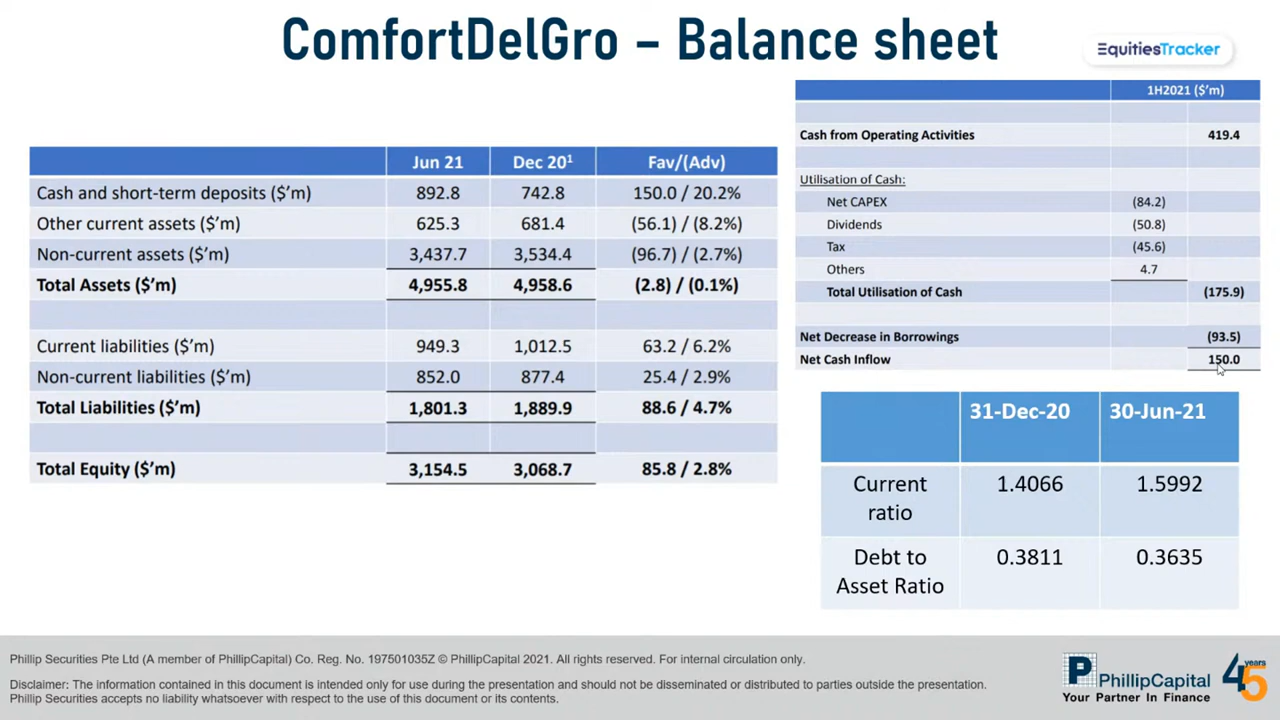 ComfortDelGro – Balance sheet
EquitiesTracker
Jun 21 Dec 20¹ Fav/(Adv)
Cash and short-term deposits ($'m) 892.8 742.8 150.0 / 20.2%
Other current assets ($'m) 625.3 681.4 (56.1) / (8.2%)
Non-current assets ($'m) 3,437.7 3,534.4 (96.7) / (2.7%)
Total Assets ($'m) 4,955.8 4,958.6 (2.8) / (0.1%)
Current liabilities ($'m) 949.3 1,012.5 63.2 / 6.2%
Non-current liabilities ($'m) 852.0 877.4 25.4 / 2.9%
Total Liabilities ($'m) 1,801.3 1,889.9 88.6 / 4.7%
Total Equity ($'m) 3,154.5 3,068.7 85.8 / 2.8%
1H2021 ($'m)
Cash from Operating Activities 419.4
Utilisation of Cash:
Net CAPEX (84.2)
Dividends (50.8)
Tax (45.6)
Others 4.7
Total Utilisation of Cash (175.9)
Net Decrease in Borrowings (93.5)
Net Cash Inflow 150.0
31-Dec-20 30-Jun-21
Current ratio 1.4066 1.5992
Debt to Asset Ratio 0.3811 0.3635
Phillip Securities Pte Ltd (A member of PhillipCapital) Co. Reg. No. 197501035Z © PhillipCapital 2021. All rights reserved. For internal circulation only.
Disclaimer: The information contained in this document is intended only for use during the presentation and should not be disseminated or distributed to parties outside the presentation.
Phillip Securities accepts no liability whatsoever with respect to the use of this document or its contents.
P PhillipCapital
Your Partner In Finance
45 years